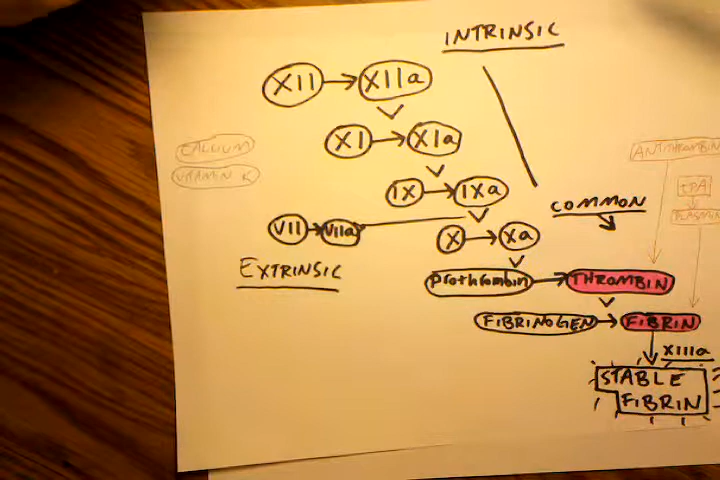 INTRINSIC
XII → XIIa
XI → XIa
CALCIUM
VITAMIN K
ANTITHROMBIN
IX → IXa
tPA
COMMON
PLASMIN
VII → VIIa
X → Xa
EXTRINSIC
Prothrombin → THROMBIN
FIBRINOGEN → FIBRIN
XIIIa
STABLE
FIBRIN